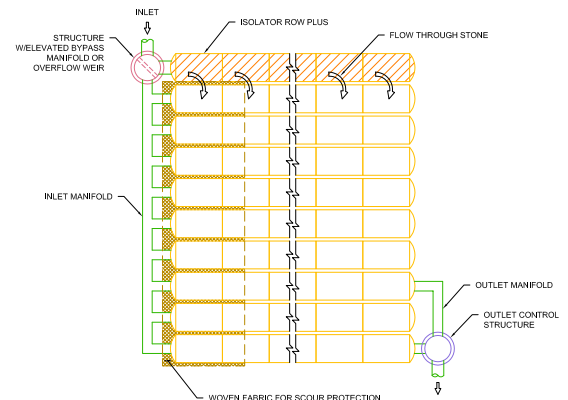 INLET
ISOLATOR ROW PLUS
STRUCTURE
W/ELEVATED BYPASS
MANIFOLD OR
OVERFLOW WEIR
FLOW THROUGH STONE
INLET MANIFOLD
OUTLET MANIFOLD
OUTLET CONTROL
STRUCTURE
WOVEN FABRIC FOR SCOUR PROTECTION